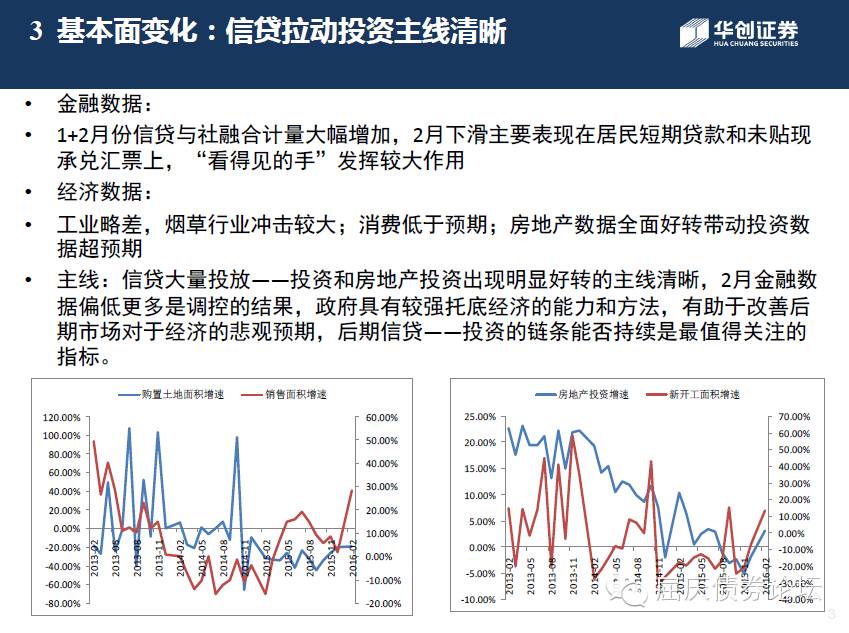 3 基本面变化：信贷拉动投资主线清晰
华创证券
HUA CHUANG SECURITIES
• 金融数据：
• 1+2月份信贷与社融合计量大幅增加，2月下滑主要表现在居民短期贷款和未贴现
承兑汇票上，“看得见的手”发挥较大作用
• 经济数据：
• 工业略差，烟草行业冲击较大；消费低于预期；房地产数据全面好转带动投资数
据超预期
• 主线：信贷大量投放——投资和房地产投资出现明显好转的主线清晰，2月金融数
据偏低更多是调控的结果，政府具有较强托底经济的能力和方法，有助于改善后
期市场对于经济的悲观预期，后期信贷——投资的链条能否持续是最值得关注的
指标。
购置土地面积增速 销售面积增速
120.00% 60.00%
100.00% 50.00%
80.00% 40.00%
60.00% 30.00%
40.00% 20.00%
20.00% 10.00%
0.00% 0.00%
-20.00% -10.00%
-40.00% -20.00%
-60.00%
-80.00%
2013-02 2013-05 2013-08 2013-11 2014-02 2014-05 2014-08 2014-11 2015-02 2015-05 2015-08 2015-11 2016-02
房地产投资增速 新开工面积增速
25.00% 70.00%
20.00% 60.00%
15.00% 50.00%
10.00% 40.00%
5.00% 30.00%
0.00% 20.00%
-5.00% 10.00%
-10.00% 0.00%
-10.00%
-20.00%
-30.00%
-40.00%
2013-02 2013-05 2013-08 2013-11 2014-02 2014-08 2014-11 2015-02 2015-05 2015-08 2015-11 2016-02
屈庆债券论坛
3